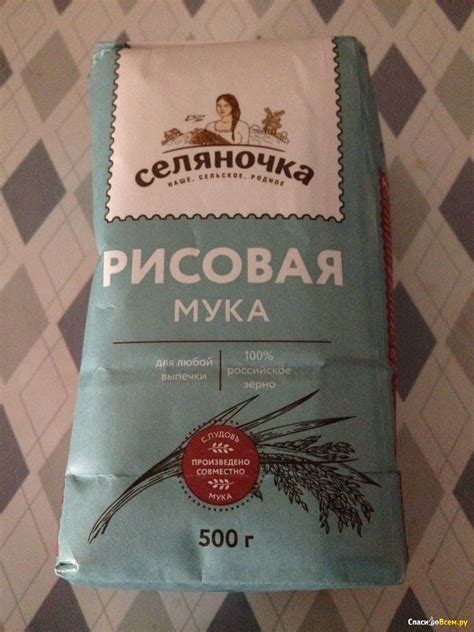 селяночка
НАШЕ. СЕЛЬСКОЕ. РОДНОЕ
РИСОВАЯ
МУКА
для любой
выпечки
100%
российское
зерно
С.ПУДОВЪ
ПРОИЗВЕДЕНО
СОВМЕСТНО
МУКА
500 г
СпасибоВсем.ру